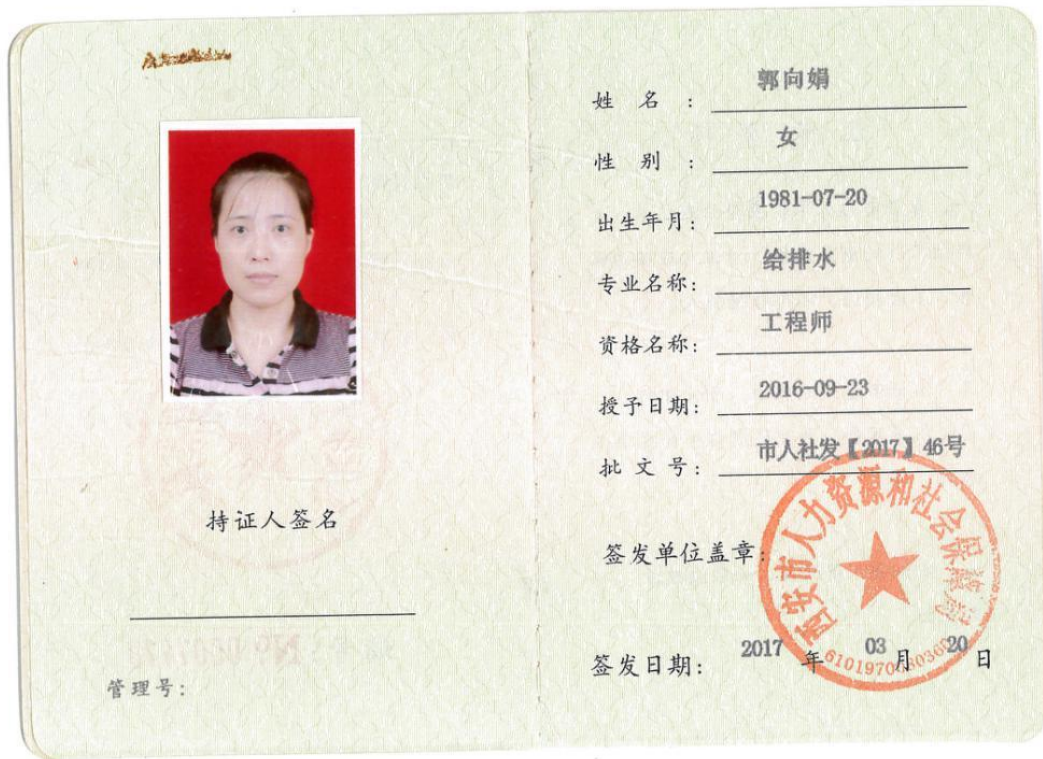 持证人签名
管理号:
姓 名 : 郭向娟
性 别 : 女
出生年月: 1981-07-20
专业名称: 给排水
资格名称: 工程师
授予日期: 2016-09-23
批 文 号: 市人社发【2017】46号
签发单位盖章:
西安市人力资源和社会保障局
签发日期: 2017 年 03 月 20 日